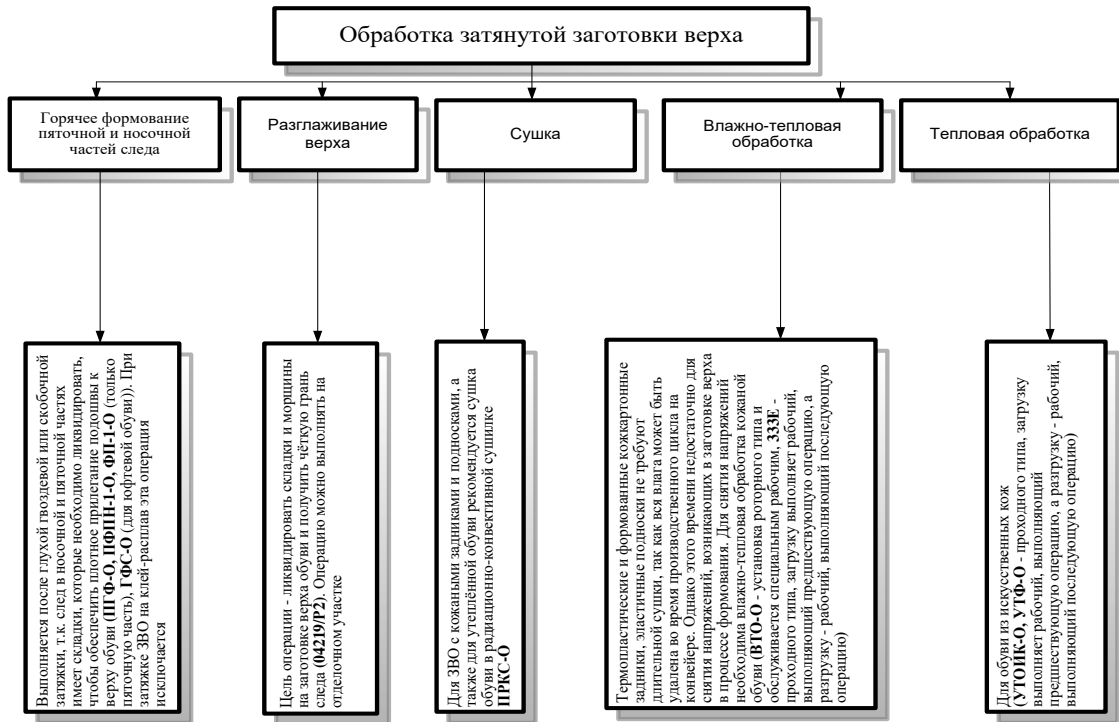 Обработка затянутой заготовки верха
Горячее формование
пяточной и носочной
частей следа
Разглаживание
верха
Сушка
Влажно-тепловая
обработка
Тепловая обработка
Выполняется после глухой гвоздевой или скобочной
затяжки, т.к. след в носочной и пяточной частях
имеет складки, которые необходимо ликвидировать,
чтобы обеспечить плотное прилегание подошвы к
верху обуви (ПГФ-О, ПФПН-1-О, ФП-1-О (только
пяточную часть), ГФС-О (для юфтевой обуви)). При
затяжке ЗВО на клей-расплав эта операция
исключается
Цель операции - ликвидировать складки и морщины
на заготовке верха обуви и получить чёткую грань
следа (04219/Р2). Операцию можно выполнять на
отделочном участке
Для ЗВО с кожаными задниками и подносками, а
также для утеплённой обуви рекомендуется сушка
обуви в радиационно-конвективной сушилке
ПРКС-О
Термопластические и формованные кожкартонные
задники, эластичные подноски не требуют
длительной сушки, так как вся влага может быть
удалена во время производственного цикла на
конвейере. Однако этого времени недостаточно для
снятия напряжений, возникающих в заготовке верха
в процессе формования. Для снятия напряжений
необходима влажно-тепловая обработка кожаной
обуви (ВТО-О - установка роторного типа и
обслуживается специальным рабочим, 333Е -
проходного типа, загрузку выполняет рабочий,
выполняющий предшествующую операцию, а
разгрузку - рабочий, выполняющий последующую
операцию)
Для обуви из искусственных кож
(УТОИК-О, УТФ-О - проходного типа, загрузку
выполняет рабочий, выполняющий
предшествующую операцию, а разгрузку - рабочий,
выполняющий последующую операцию)